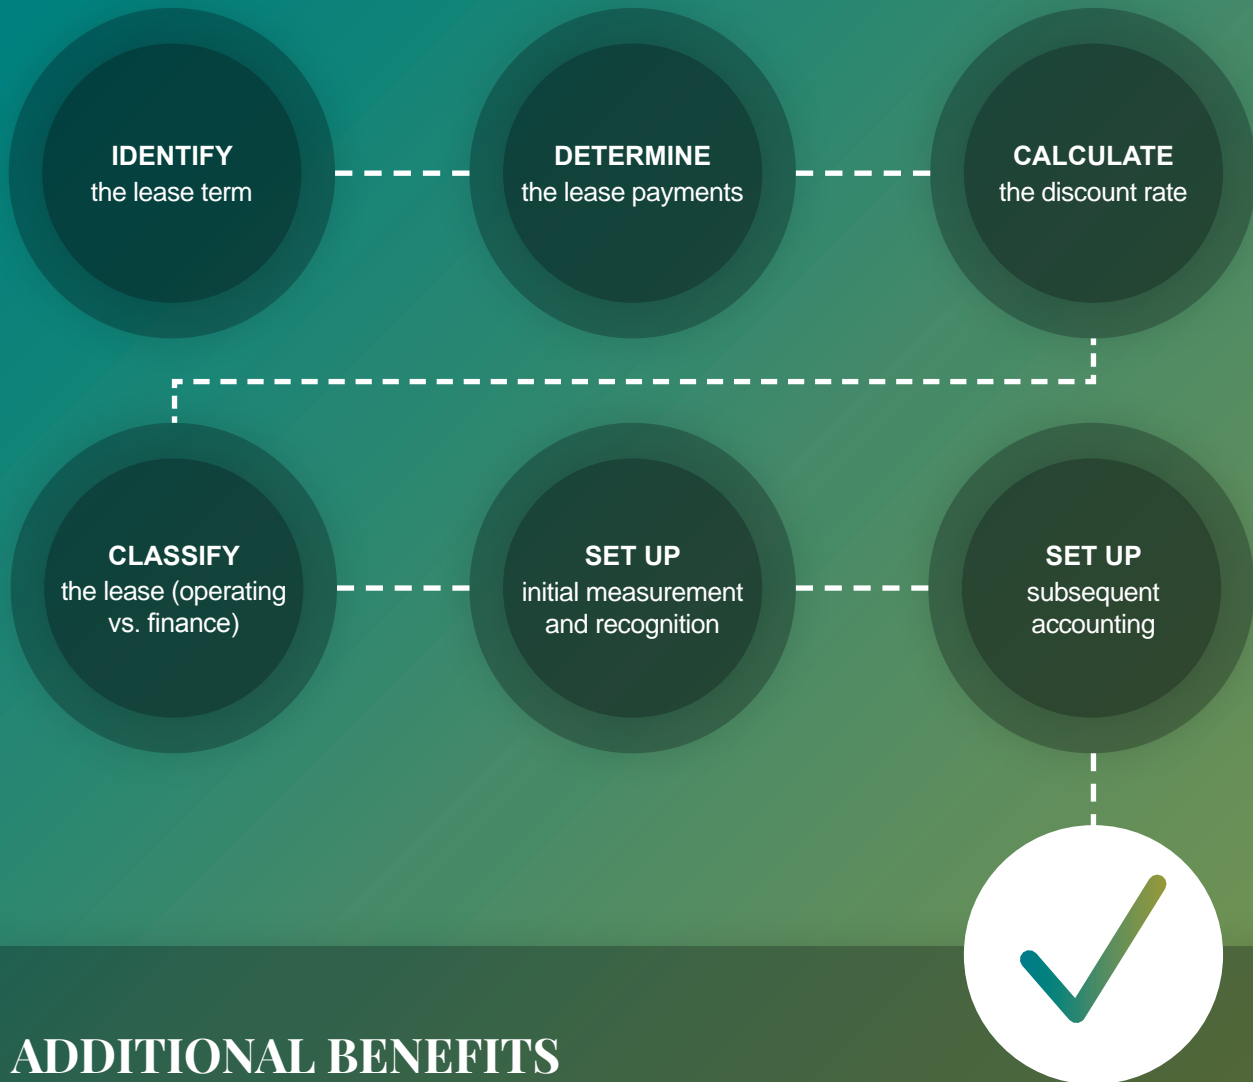 IDENTIFY
the lease term
DETERMINE
the lease payments
CALCULATE
the discount rate
CLASSIFY
the lease (operating
vs. finance)
SET UP
initial measurement
and recognition
SET UP
subsequent
accounting
ADDITIONAL BENEFITS